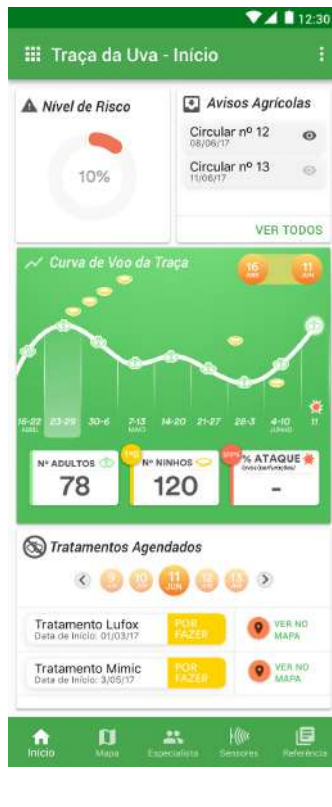 12:30
Traça da Uva - Início
Nível de Risco
10%
Avisos Agrícolas
Circular nº 12
08/06/17
Circular nº 13
11/06/17
VER TODOS
Curva de Voo da Traça
16
11
JUN
16-22 23-29 30-6 7-13 14-20 21-27 28-3 4-10 11
ABRIL MAIO JUNHO
Nº ADULTOS
78
Nº NINHOS
120
% ATAQUE
-
Tratamentos Agendados
9 10 11 12 13
JUN
Tratamento Lufox
Data de Início: 01/03/17
POR
FAZER
VER NO
MAPA
Tratamento Mimic
Data de Início: 3/05/17
POR
FAZER
VER NO
MAPA
Início Mapa Especialista Sensores Referência